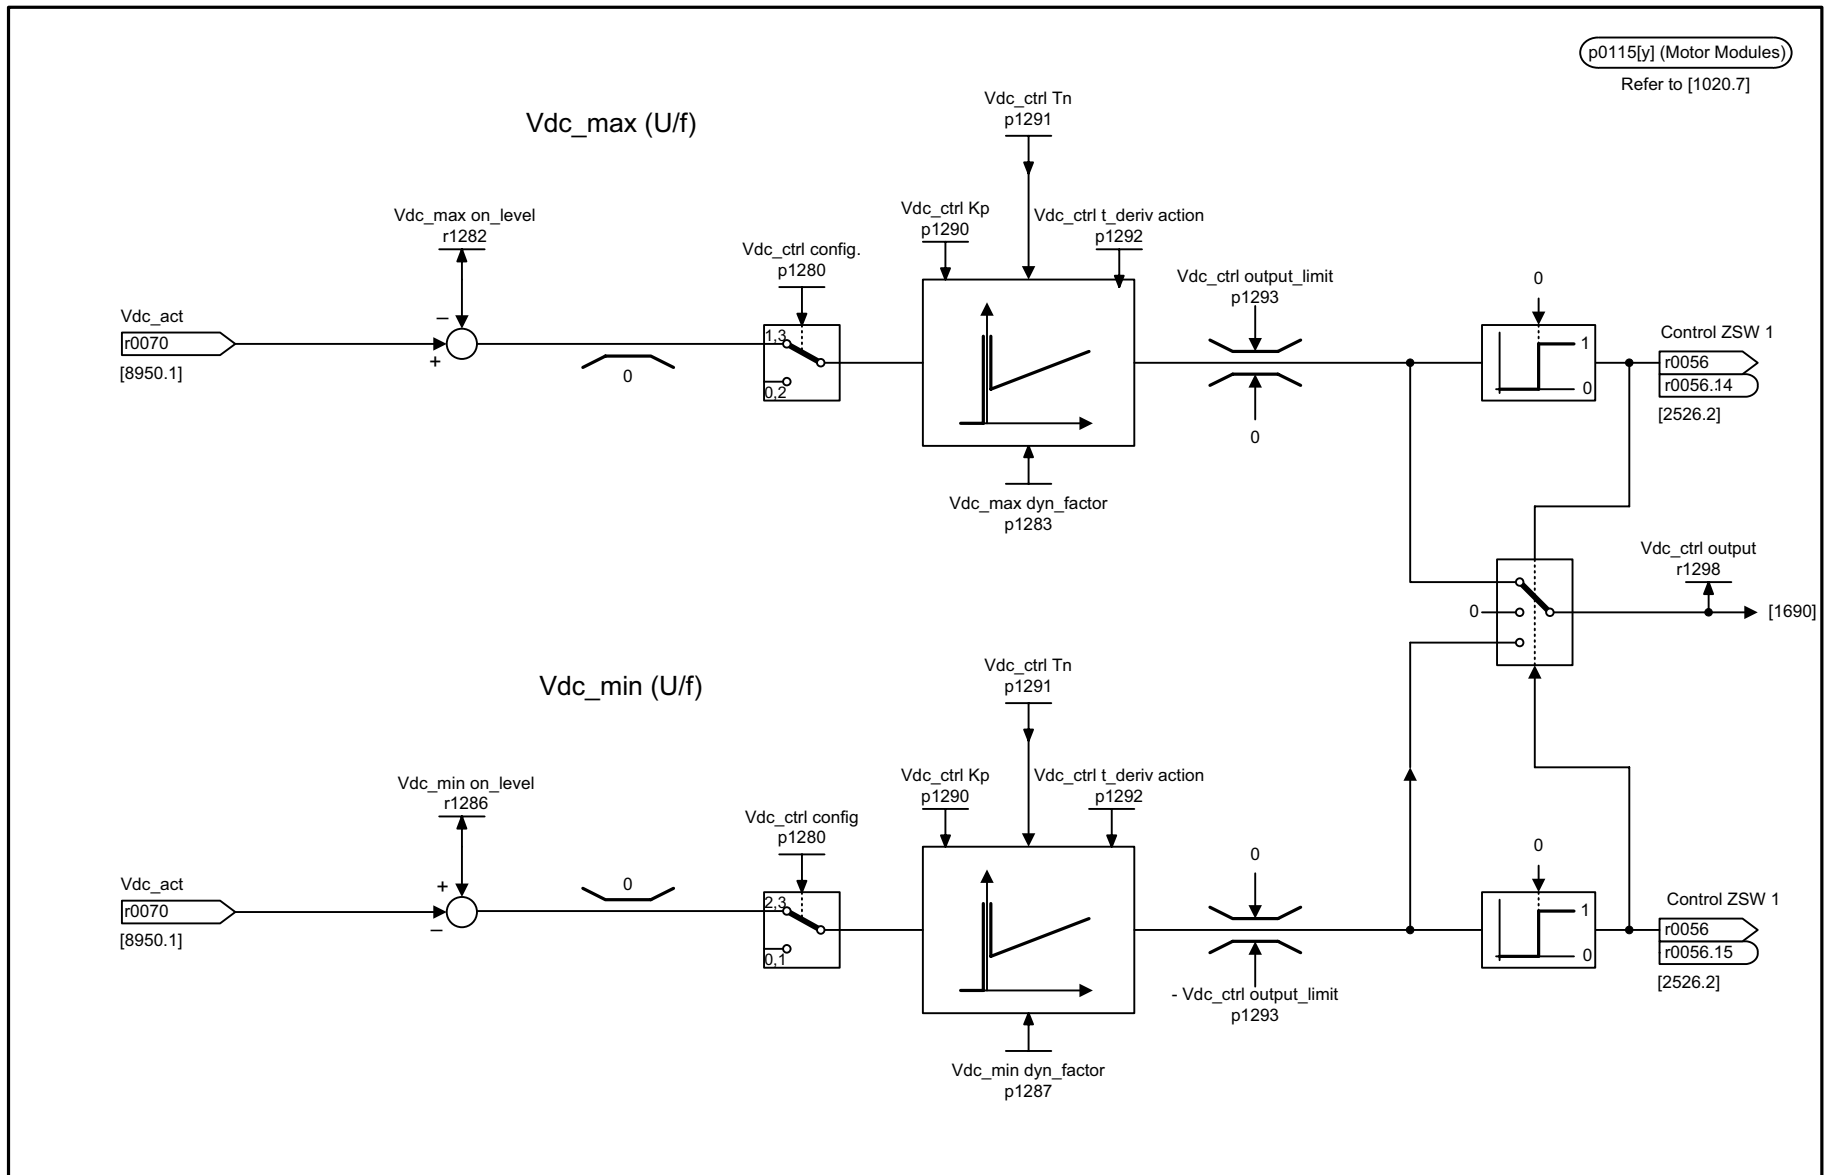 p0115[y] (Motor Modules)
Refer to [1020.7]
Vdc_max (U/f)
Vdc_ctrl Tn
p1291
Vdc_max on_level
r1282
Vdc_ctrl Kp
p1290
Vdc_ctrl t_deriv action
p1292
Vdc_ctrl config.
p1280
Vdc_ctrl output_limit
p1293
0
Vdc_act
r0070
[8950.1]
–
+
0
1,3
0,2
0
1
0
Control ZSW 1
r0056
r0056.14
[2526.2]
Vdc_max dyn_factor
p1283
Vdc_ctrl output
r1298
0
[1690]
Vdc_min (U/f)
Vdc_ctrl Tn
p1291
Vdc_min on_level
r1286
Vdc_ctrl Kp
p1290
Vdc_ctrl t_deriv action
p1292
Vdc_ctrl config
p1280
0
0
Vdc_act
r0070
[8950.1]
+
–
0
2,3
0,1
1
0
Control ZSW 1
r0056
r0056.15
[2526.2]
- Vdc_ctrl output_limit
p1293
Vdc_min dyn_factor
p1287